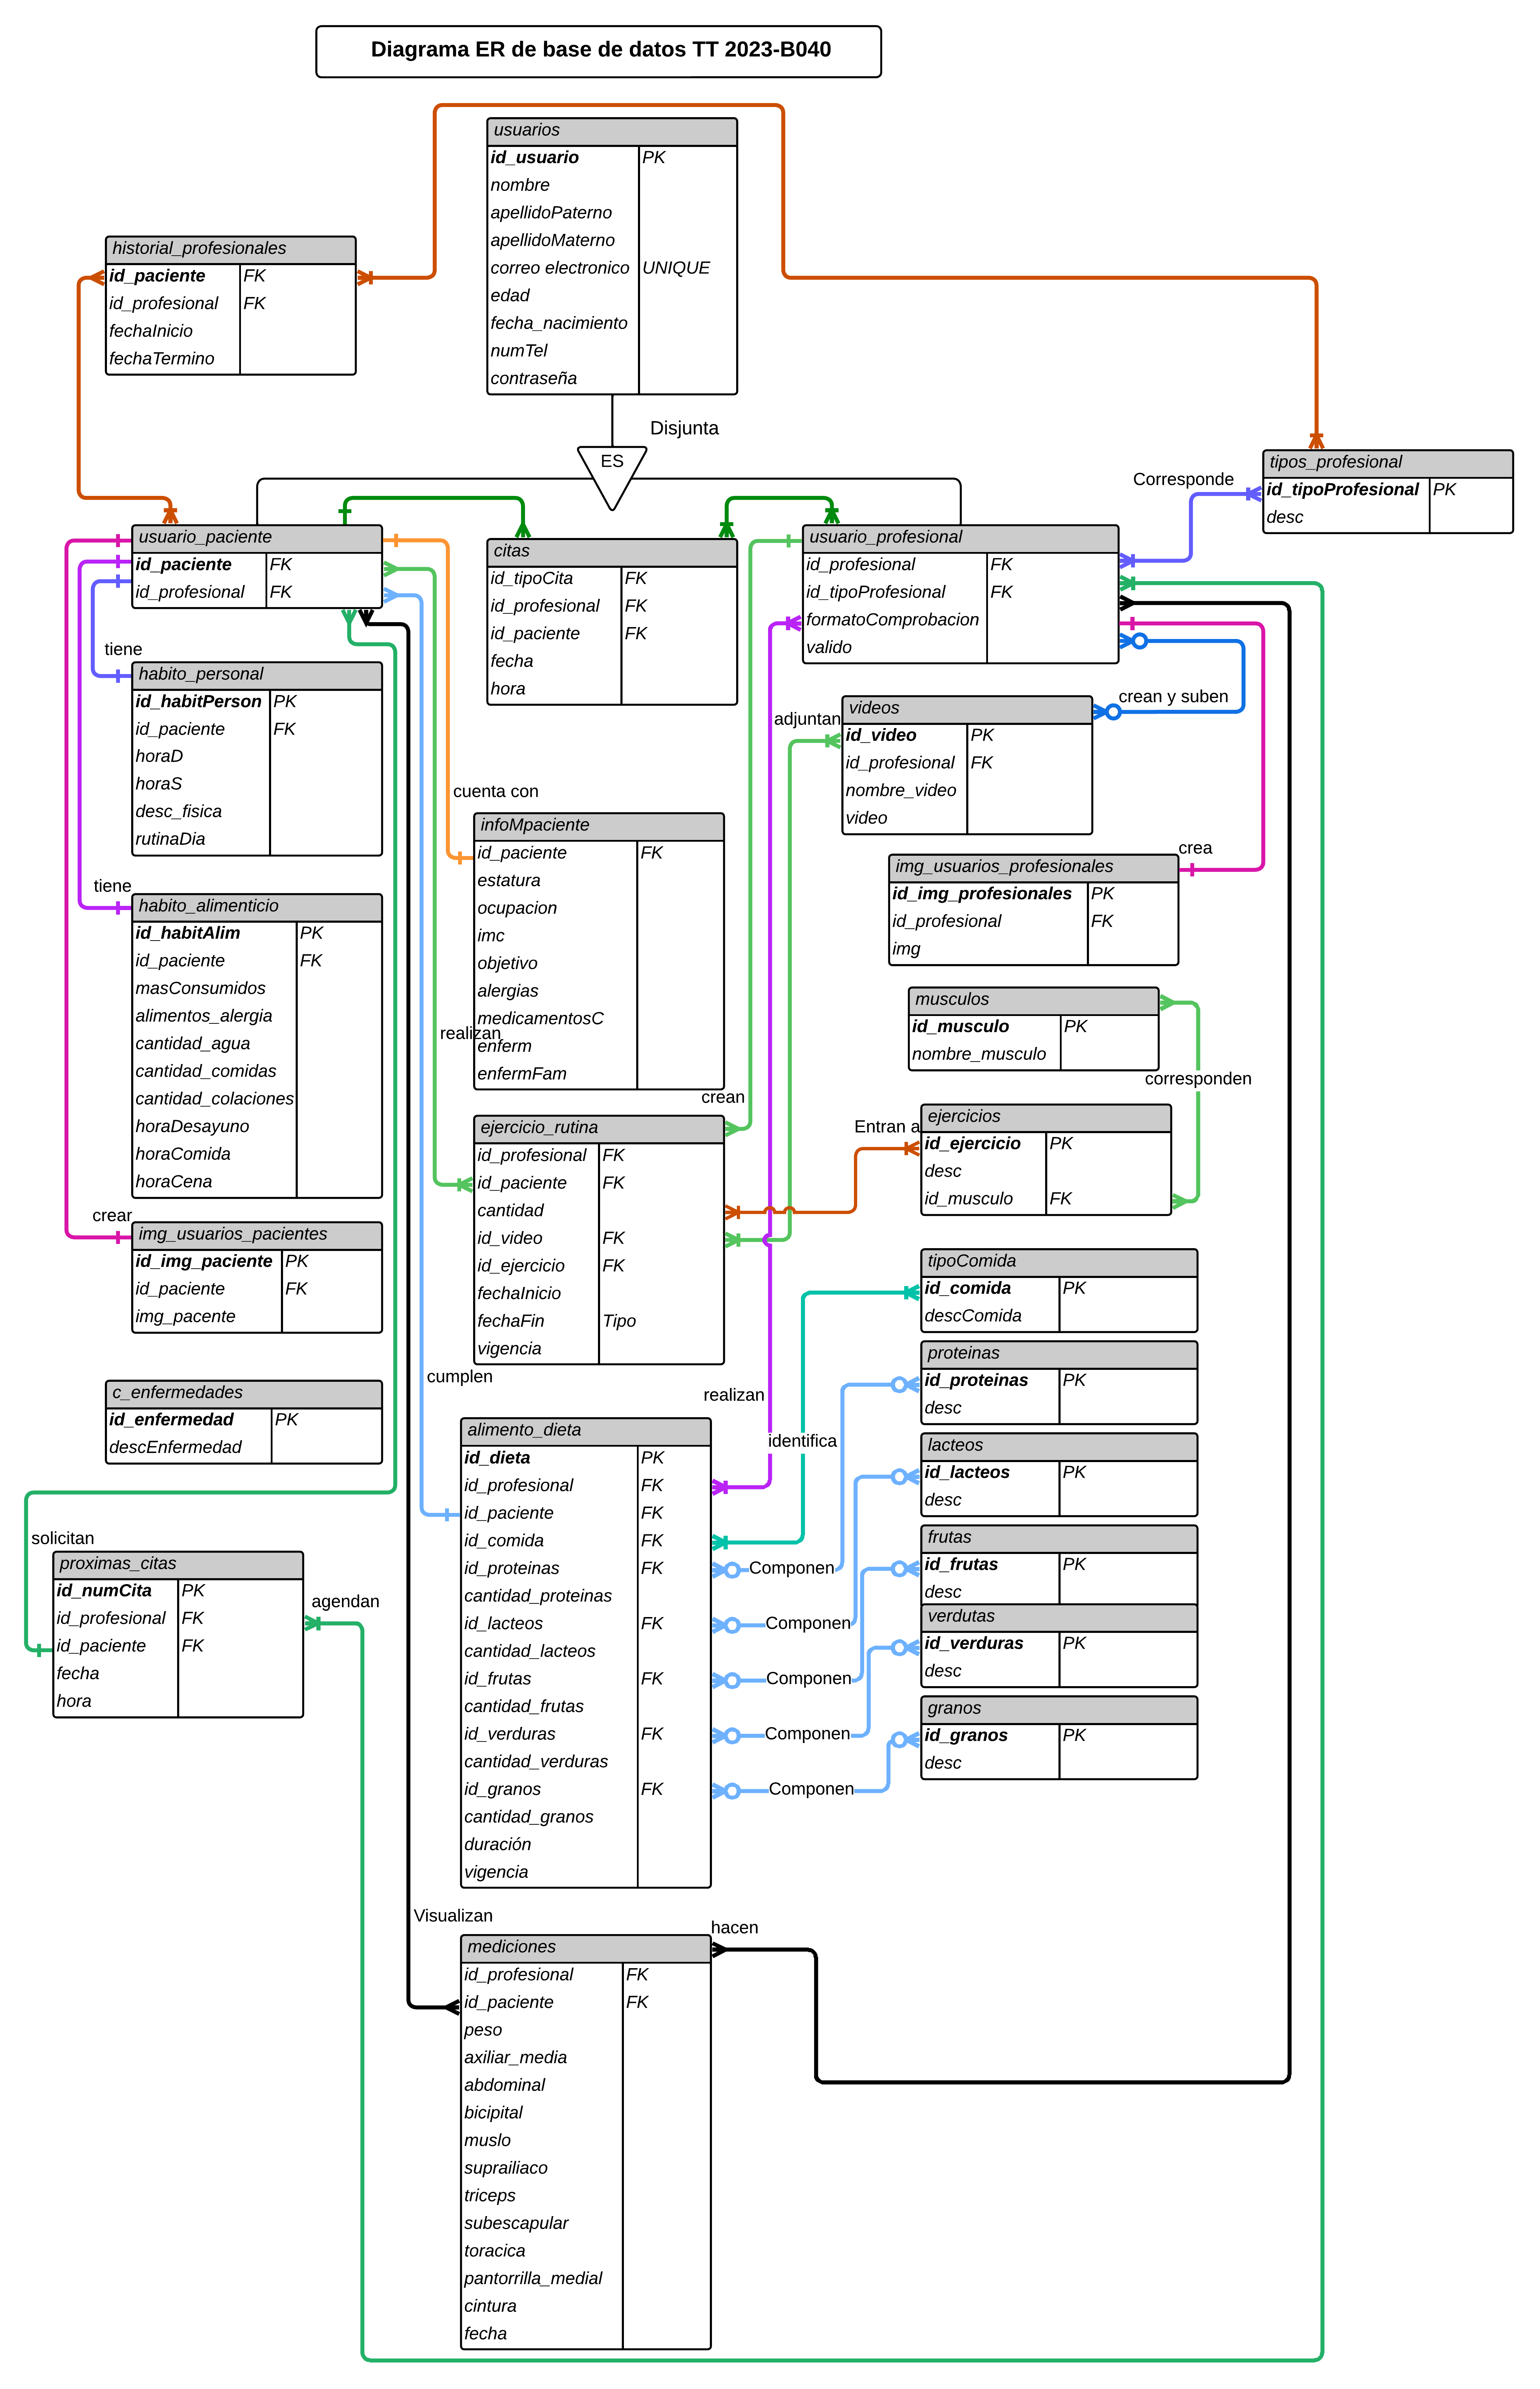 Diagrama ER de base de datos TT 2023-B040
usuarios
id_usuario PK
nombre
apellidoPaterno
apellidoMaterno
correo electronico UNIQUE
edad
fecha_nacimiento
numTel
contraseña
historial_profesionales
id_paciente FK
id_profesional FK
fechaInicio
fechaTermino
Disjunta
ES
tipos_profesional
id_tipoProfesional PK
desc
Corresponde
usuario_paciente
id_paciente FK
id_profesional FK
citas
id_tipoCita FK
id_profesional FK
id_paciente FK
fecha
hora
usuario_profesional
id_profesional FK
id_tipoProfesional FK
formatoComprobacion
valido
tiene
habito_personal
id_habitPerson PK
id_paciente FK
horaD
horaS
desc_fisica
rutinaDia
crean y suben
adjuntan
videos
id_video PK
id_profesional FK
nombre_video
video
cuenta con
infoMpaciente
id_paciente FK
estatura
ocupacion
imc
objetivo
alergias
medicamentosC
enferm
enfermFam
realizan
crea
img_usuarios_profesionales
id_img_profesionales PK
id_profesional FK
img
tiene
habito_alimenticio
id_habitAlim PK
id_paciente FK
masConsumidos
alimentos_alergia
cantidad_agua
cantidad_comidas
cantidad_colaciones
horaDesayuno
horaComida
horaCena
musculos
id_musculo PK
nombre_musculo
corresponden
crean
ejercicio_rutina
id_profesional FK
id_paciente FK
cantidad
id_video FK
id_ejercicio FK
fechaInicio
fechaFin Tipo
vigencia
Entran a
ejercicios
id_ejercicio PK
desc
id_musculo FK
crear
img_usuarios_pacientes
id_img_paciente PK
id_paciente FK
img_pacente
tipoComida
id_comida PK
descComida
proteinas
id_proteinas PK
desc
c_enfermedades
id_enfermedad PK
descEnfermedad
cumplen
realizan
identifica
alimento_dieta
id_dieta PK
id_profesional FK
id_paciente FK
id_comida FK
id_proteinas FK
cantidad_proteinas
id_lacteos FK
cantidad_lacteos
id_frutas FK
cantidad_frutas
id_verduras FK
cantidad_verduras
id_granos FK
cantidad_granos
duración
vigencia
Componen
Componen
Componen
Componen
Componen
lacteos
id_lacteos PK
desc
frutas
id_frutas PK
desc
verdutas
id_verduras PK
desc
granos
id_granos PK
desc
solicitan
proximas_citas
id_numCita PK
id_profesional FK
id_paciente FK
fecha
hora
agendan
Visualizan
hacen
mediciones
id_profesional FK
id_paciente FK
peso
axiliar_media
abdominal
bicipital
muslo
suprailiaco
triceps
subescapular
toracica
pantorrilla_medial
cintura
fecha